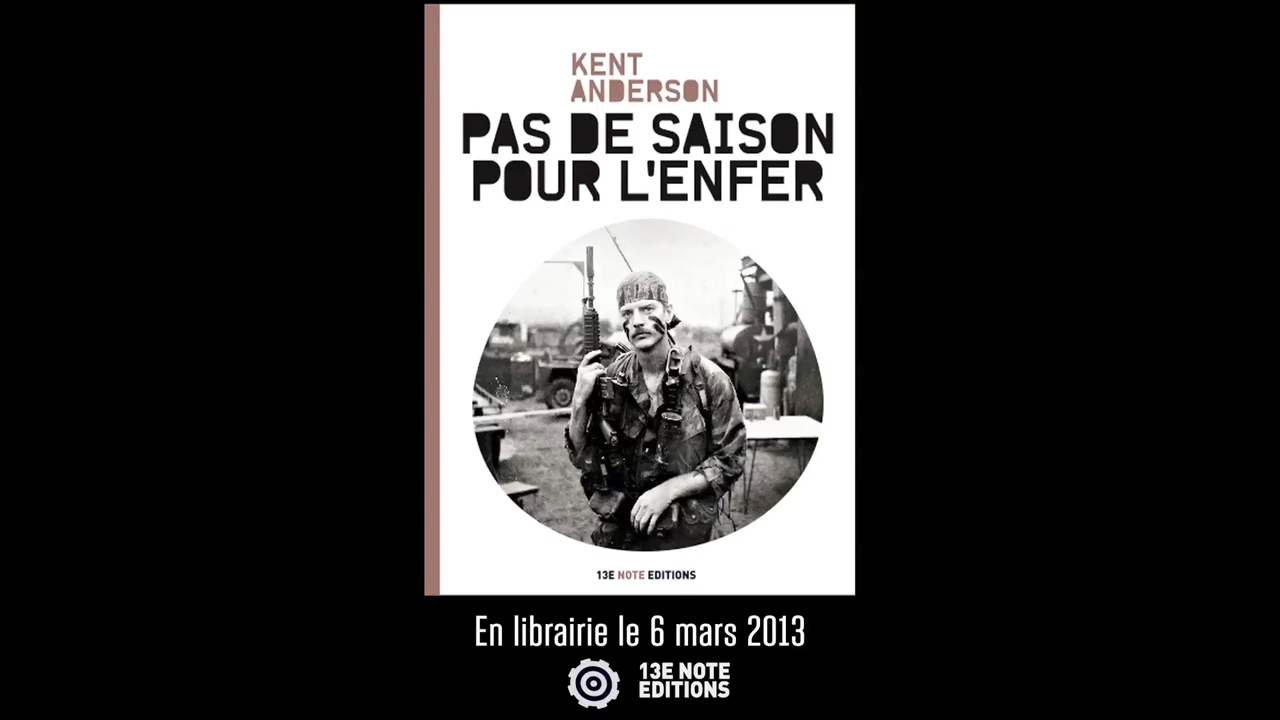 KENT
ANDERSON
PAS DE SAISON
POUR L'ENFER
13E NOTE EDITIONS
En librairie le 6 mars 2013
13E NOTE
EDITIONS